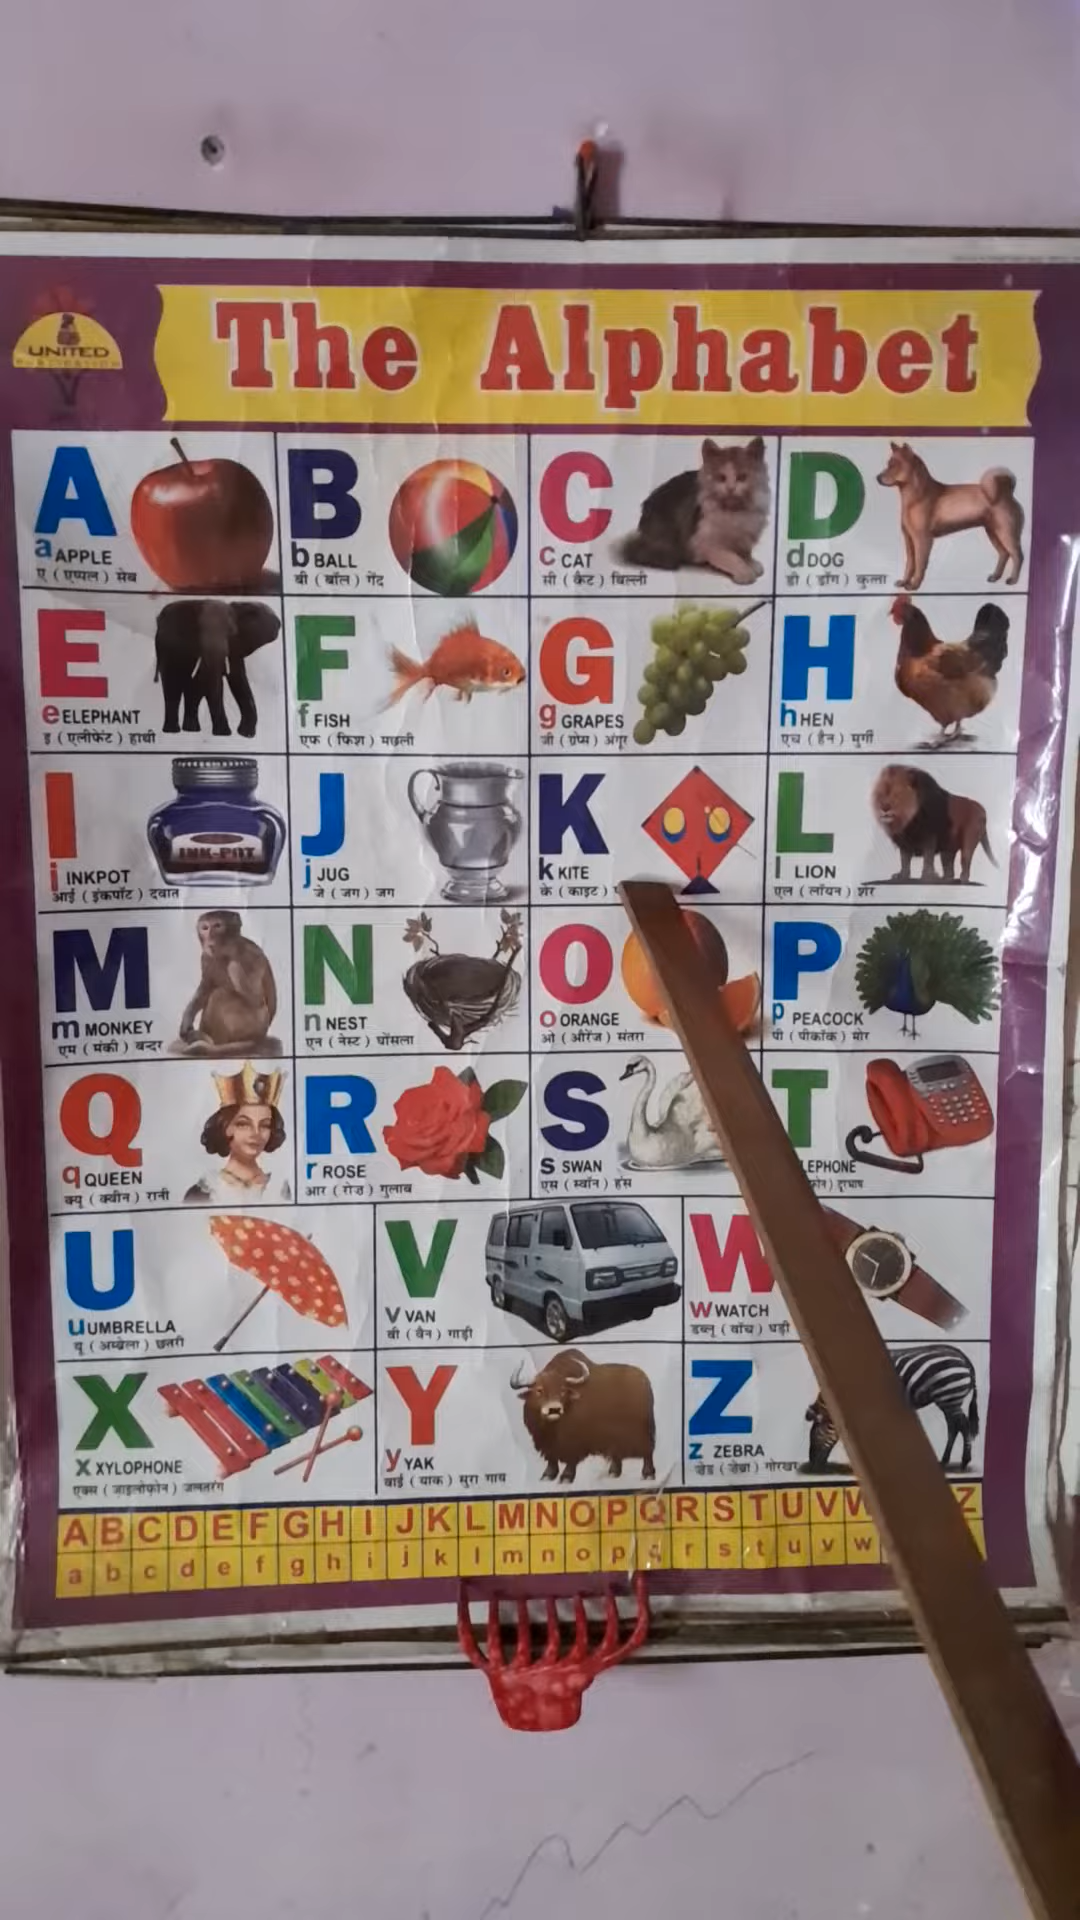 UNITED
The Alphabet
A
a APPLE
ए ( एप्पल ) सेब
B
b BALL
बी ( बॉल ) गेंद
C
c CAT
सी ( कैट ) बिल्ली
D
d DOG
डी ( डॉग ) कुत्ता
E
e ELEPHANT
इ ( एलीफेंट ) हाथी
F
f FISH
एफ ( फिश ) मछली
G
g GRAPES
जी ( ग्रेप्स ) अंगूर
H
h HEN
एच ( हैन ) मुर्गी
I
INK-POT
i INKPOT
आई ( इंकपॉट ) दवात
J
j JUG
जे ( जग ) जग
K
k KITE
के ( काइट )
L
l LION
एल ( लॉयन ) शेर
M
m MONKEY
एम ( मंकी ) बन्दर
N
n NEST
एन ( नेस्ट ) घोंसला
O
o ORANGE
ओ ( ऑरेंज ) संतरा
P
p PEACOCK
पी ( पीकॉक ) मोर
Q
q QUEEN
क्यू ( क्वीन ) रानी
R
r ROSE
आर ( रोज़ ) गुलाब
S
s SWAN
एस ( स्वॉन ) हंस
T
LEPHONE
फोन ) दूरभाष
U
u UMBRELLA
यू ( अम्ब्रेला ) छतरी
V
v VAN
वी ( वैन ) गाड़ी
W
w WATCH
डब्लू ( वॉच ) घड़ी
X
x XYLOPHONE
एक्स ( ज़ाइलोफ़ोन ) जलतरंग
Y
y YAK
वाई ( याक ) सुरा गाय
Z
z ZEBRA
जेड ( जेब्रा ) गोरखर
A B C D E F G H I J K L M N O P Q R S T U V W Z
a b c d e f g h i j k l m n o p q r s t u v w